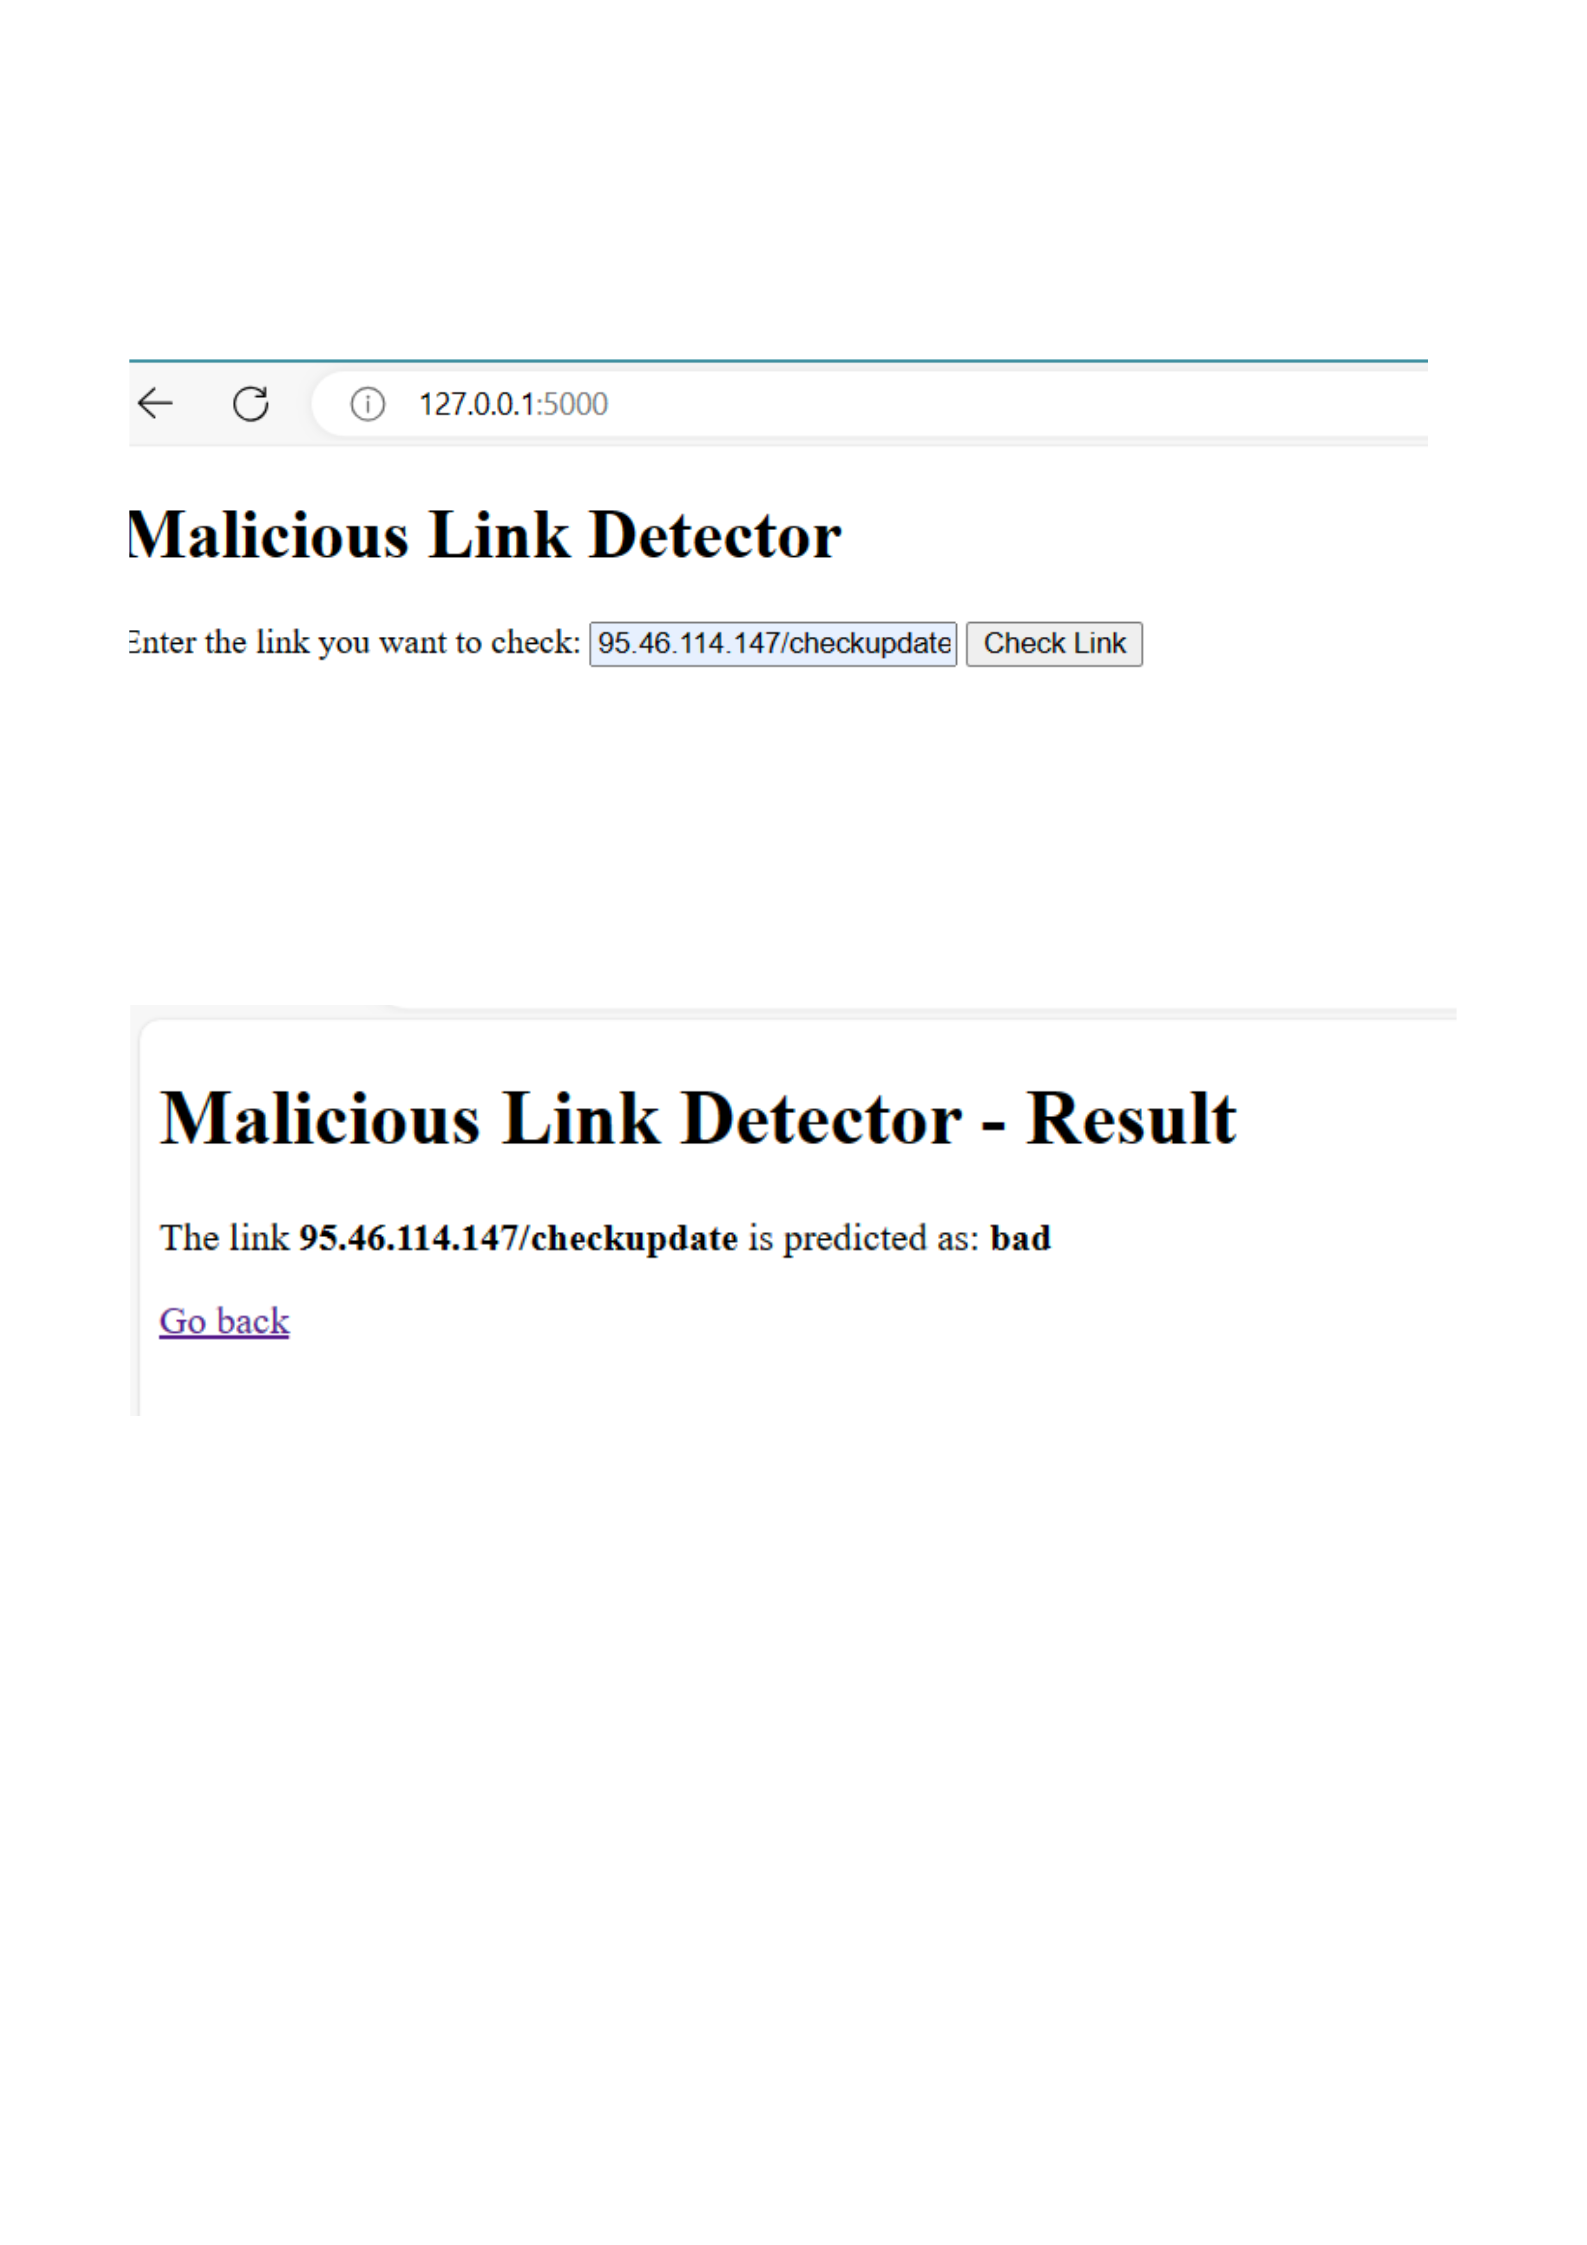 127.0.0.1:5000
Malicious Link Detector
Enter the link you want to check: 95.46.114.147/checkupdate Check Link
Malicious Link Detector - Result
The link 95.46.114.147/checkupdate is predicted as: bad
Go back